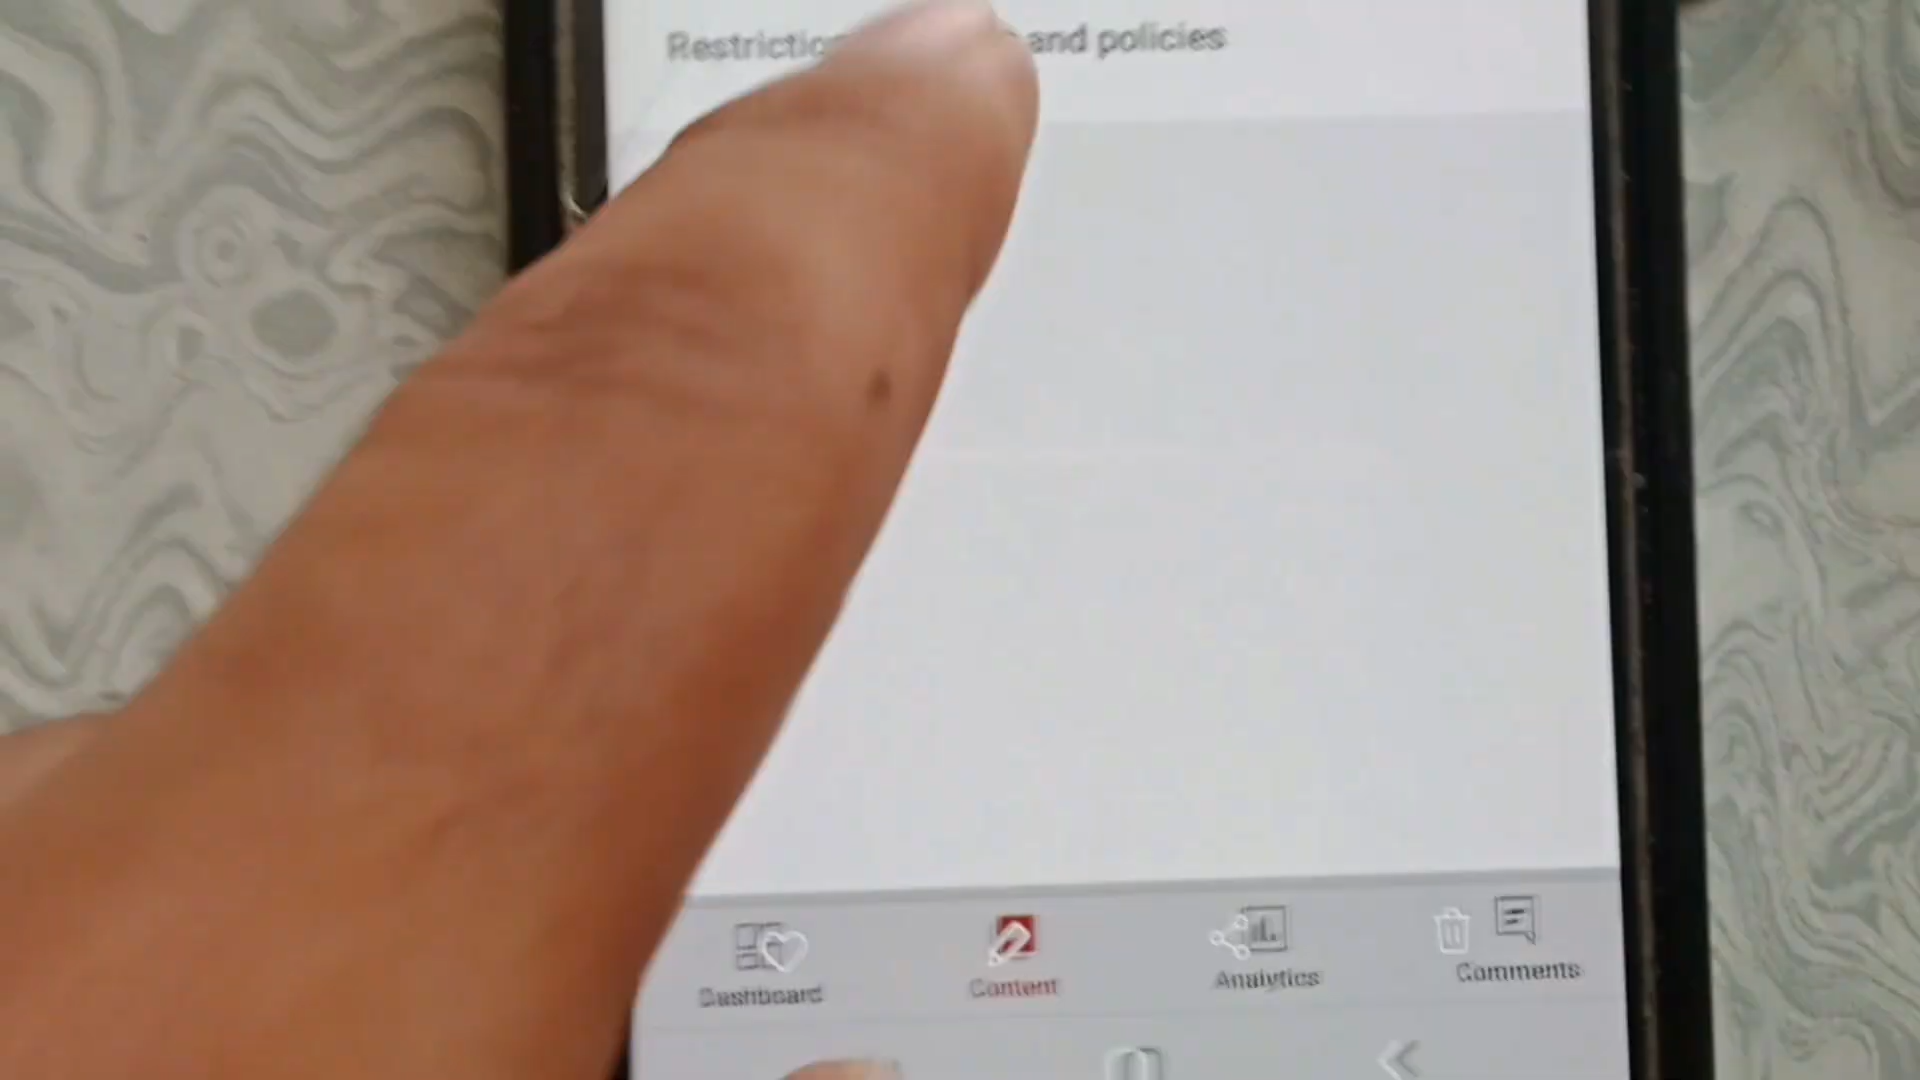 Restriction and policies
Dashboard Content Analytics Comments